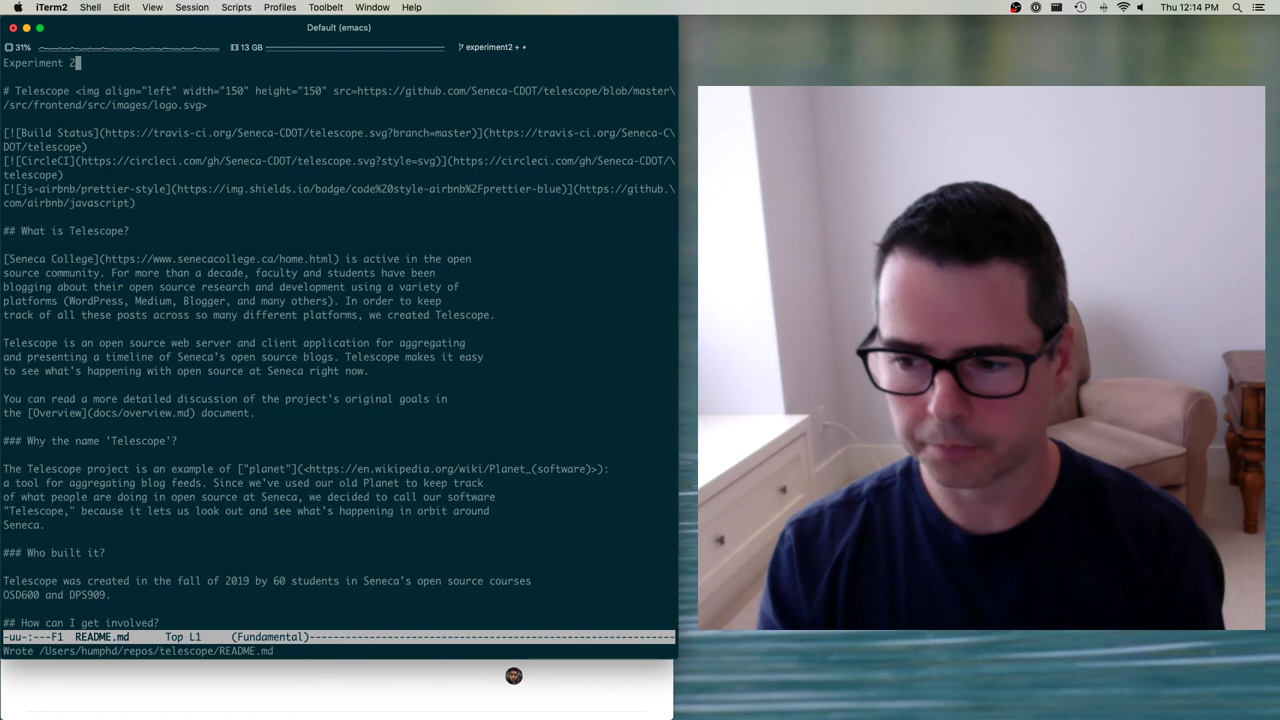 iTerm2 Shell Edit View Session Scripts Profiles Toolbelt Window Help Thu 12:14 PM
Default (emacs)
31% 13 GB experiment2 + •
Experiment 2
# Telescope <img align="left" width="150" height="150" src=https://github.com/Seneca-CDOT/telescope/blob/master\
/src/frontend/src/images/logo.svg>
[![Build Status](https://travis-ci.org/Seneca-CDOT/telescope.svg?branch=master)](https://travis-ci.org/Seneca-C\
DOT/telescope)
[![CircleCI](https://circleci.com/gh/Seneca-CDOT/telescope.svg?style=svg)](https://circleci.com/gh/Seneca-CDOT/\
telescope)
[![js-airbnb/prettier-style](https://img.shields.io/badge/code%20style-airbnb%2Fprettier-blue)](https://github.\
com/airbnb/javascript)
## What is Telescope?
[Seneca College](https://www.senecacollege.ca/home.html) is active in the open
source community. For more than a decade, faculty and students have been
blogging about their open source research and development using a variety of
platforms (WordPress, Medium, Blogger, and many others). In order to keep
track of all these posts across so many different platforms, we created Telescope.
Telescope is an open source web server and client application for aggregating
and presenting a timeline of Seneca's open source blogs. Telescope makes it easy
to see what's happening with open source at Seneca right now.
You can read a more detailed discussion of the project's original goals in
the [Overview](docs/overview.md) document.
### Why the name 'Telescope'?
The Telescope project is an example of ["planet"](<https://en.wikipedia.org/wiki/Planet_(software)>):
a tool for aggregating blog feeds. Since we've used our old Planet to keep track
of what people are doing in open source at Seneca, we decided to call our software
"Telescope," because it lets us look out and see what's happening in orbit around
Seneca.
### Who built it?
Telescope was created in the fall of 2019 by 60 students in Seneca's open source courses
OSD600 and DPS909.
## How can I get involved?
-uu-:---F1 README.md Top L1 (Fundamental)------------------------------------------------------------
Wrote /Users/humphd/repos/telescope/README.md